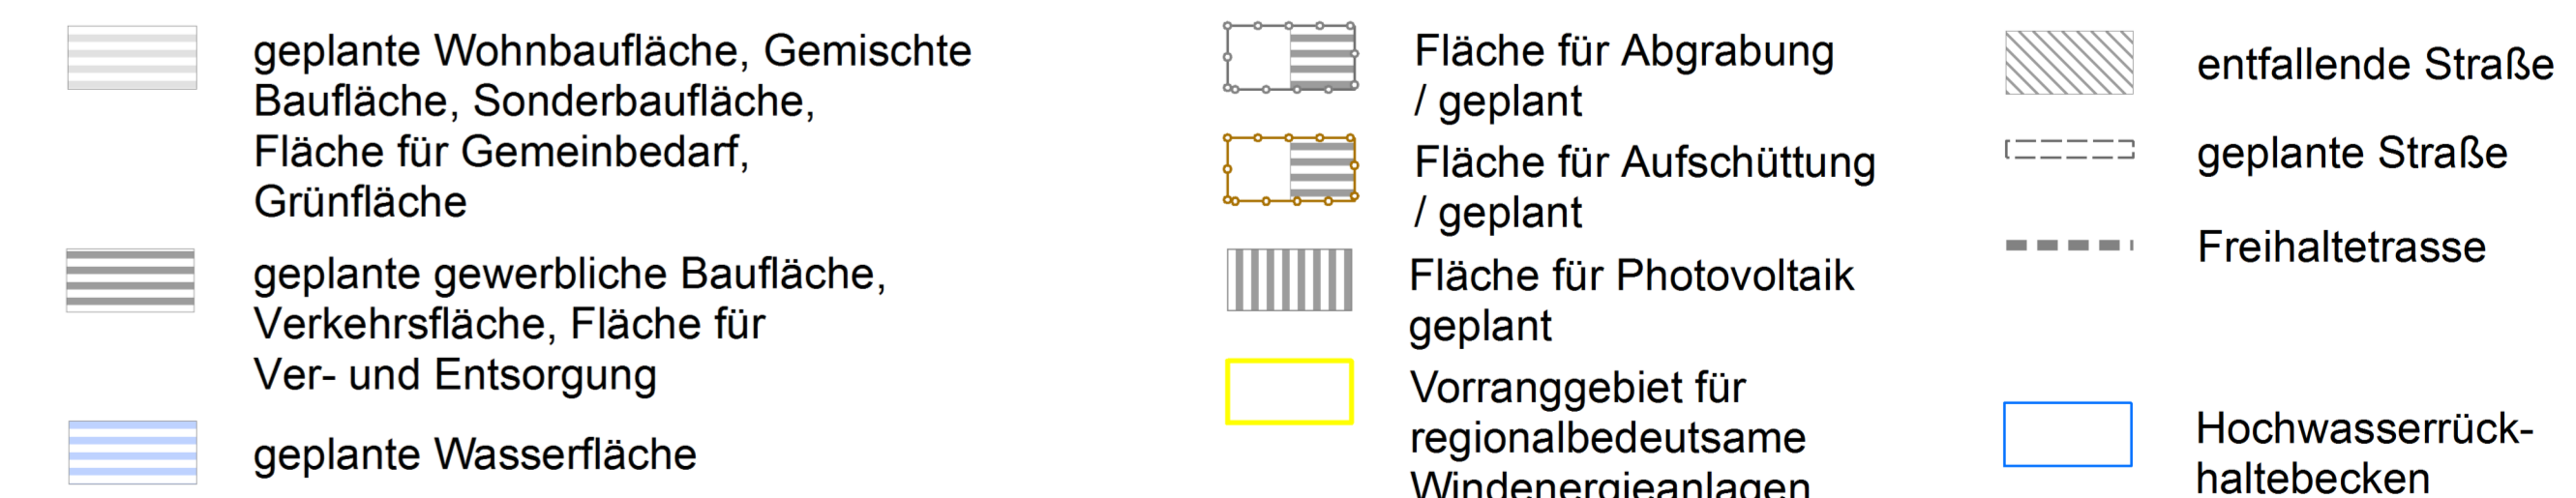 geplante Wohnbaufläche, Gemischte
Baufläche, Sonderbaufläche,
Fläche für Gemeinbedarf,
Grünfläche
geplante gewerbliche Baufläche,
Verkehrsfläche, Fläche für
Ver- und Entsorgung
geplante Wasserfläche
Fläche für Abgrabung
/ geplant
Fläche für Aufschüttung
/ geplant
Fläche für Photovoltaik
geplant
Vorranggebiet für
regionalbedeutsame
Windenergieanlagen
entfallende Straße
geplante Straße
Freihaltetrasse
Hochwasserrück-
haltebecken